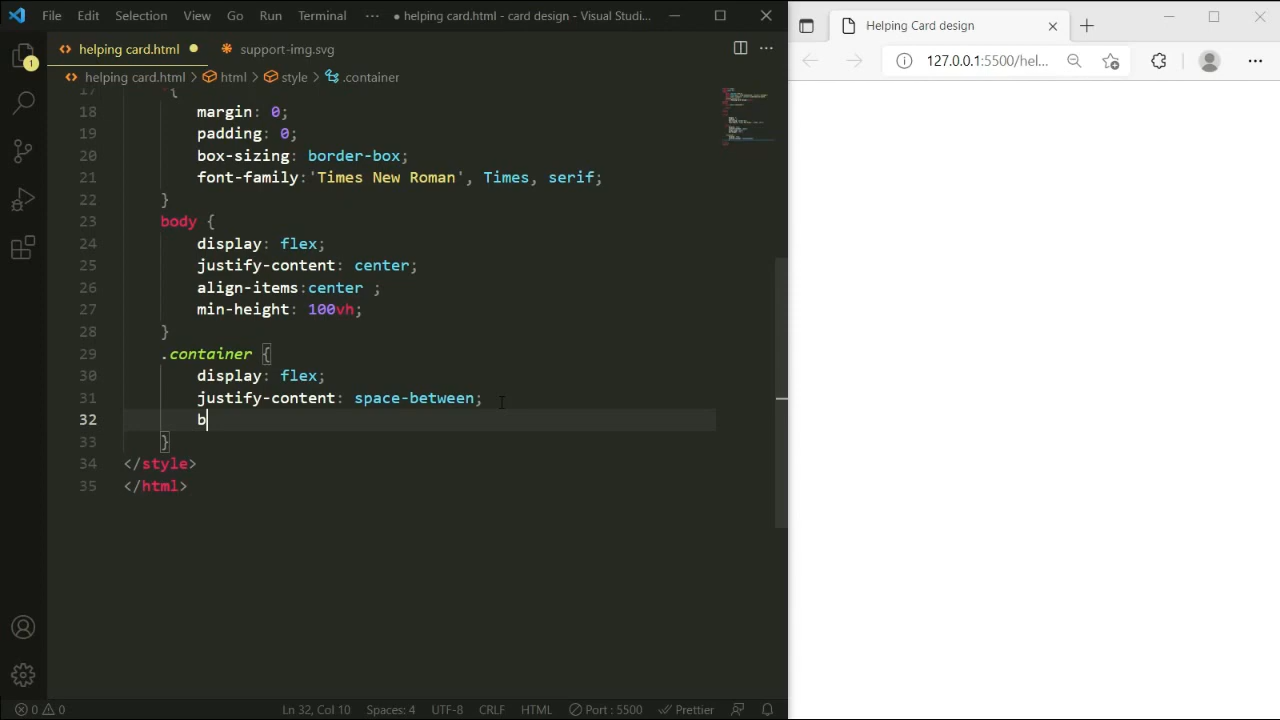 File Edit Selection View Go Run Terminal ··· ● helping card.html - card design - Visual Studi...
Helping Card design
helping card.html ● support-img.svg
127.0.0.1:5500/hel...
helping card.html > html > style > .container
1
17 *{
18 margin: 0;
19 padding: 0;
20 box-sizing: border-box;
21 font-family:'Times New Roman', Times, serif;
22 }
23 body {
24 display: flex;
25 justify-content: center;
26 align-items:center ;
27 min-height: 100vh;
28 }
29 .container {
30 display: flex;
31 justify-content: space-between;
32 b
33 }
34 </style>
35 </html>
0 0 Ln 32, Col 10 Spaces: 4 UTF-8 CRLF HTML Port : 5500 Prettier